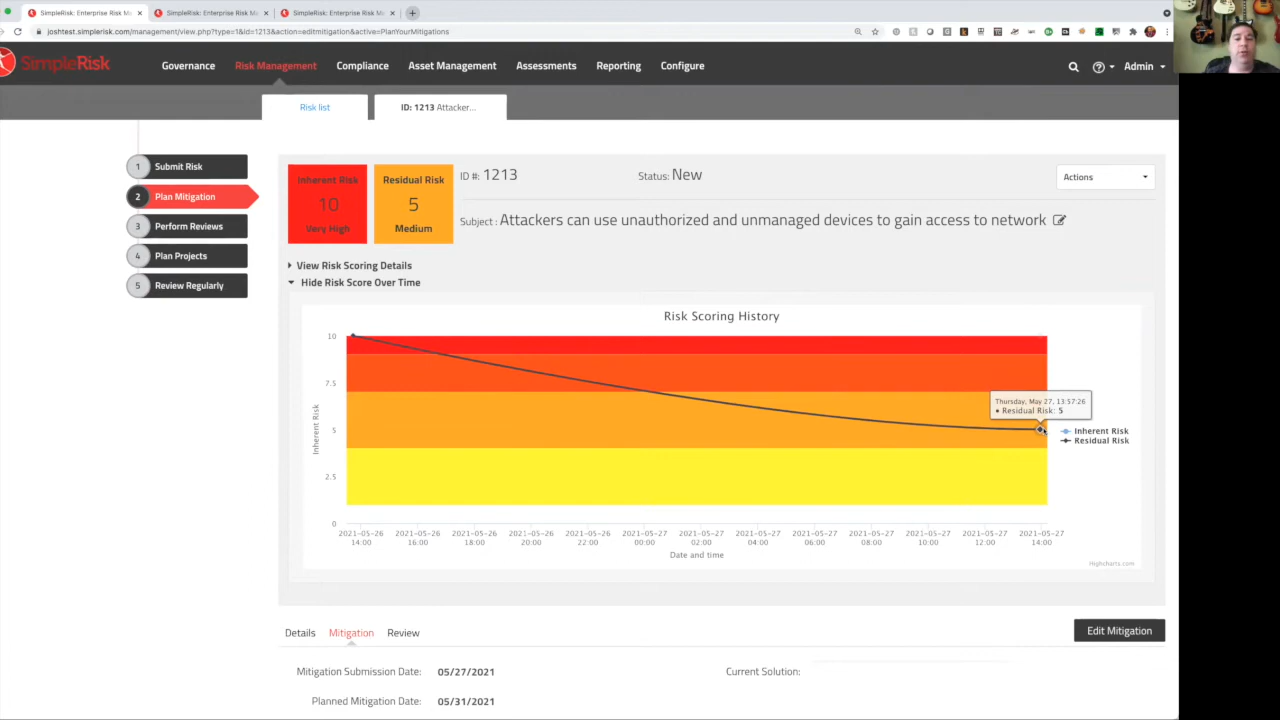 SimpleRisk: Enterprise Risk Ma
SimpleRisk: Enterprise Risk Ma
SimpleRisk: Enterprise Risk Ma
joshtest.simplerisk.com/management/view.php?type=1&id=1213&action=editmitigation&active=PlanYourMitigations
SimpleRisk
Governance
Risk Management
Compliance
Asset Management
Assessments
Reporting
Configure
Admin
Risk list
ID: 1213 Attacker...
1 Submit Risk
2 Plan Mitigation
3 Perform Reviews
4 Plan Projects
5 Review Regularly
Inherent Risk
10
Very High
Residual Risk
5
Medium
ID #: 1213
Status: New
Actions
Subject : Attackers can use unauthorized and unmanaged devices to gain access to network
View Risk Scoring Details
Hide Risk Score Over Time
Risk Scoring History
Inherent Risk
10
7.5
5
2.5
0
Thursday, May 27, 13:57:26
• Residual Risk: 5
Inherent Risk
Residual Risk
2021-05-26 14:00
2021-05-26 16:00
2021-05-26 18:00
2021-05-26 20:00
2021-05-26 22:00
2021-05-27 00:00
2021-05-27 02:00
2021-05-27 04:00
2021-05-27 06:00
2021-05-27 08:00
2021-05-27 10:00
2021-05-27 12:00
2021-05-27 14:00
Date and time
Highcharts.com
Details
Mitigation
Review
Edit Mitigation
Mitigation Submission Date: 05/27/2021
Current Solution:
Planned Mitigation Date: 05/31/2021